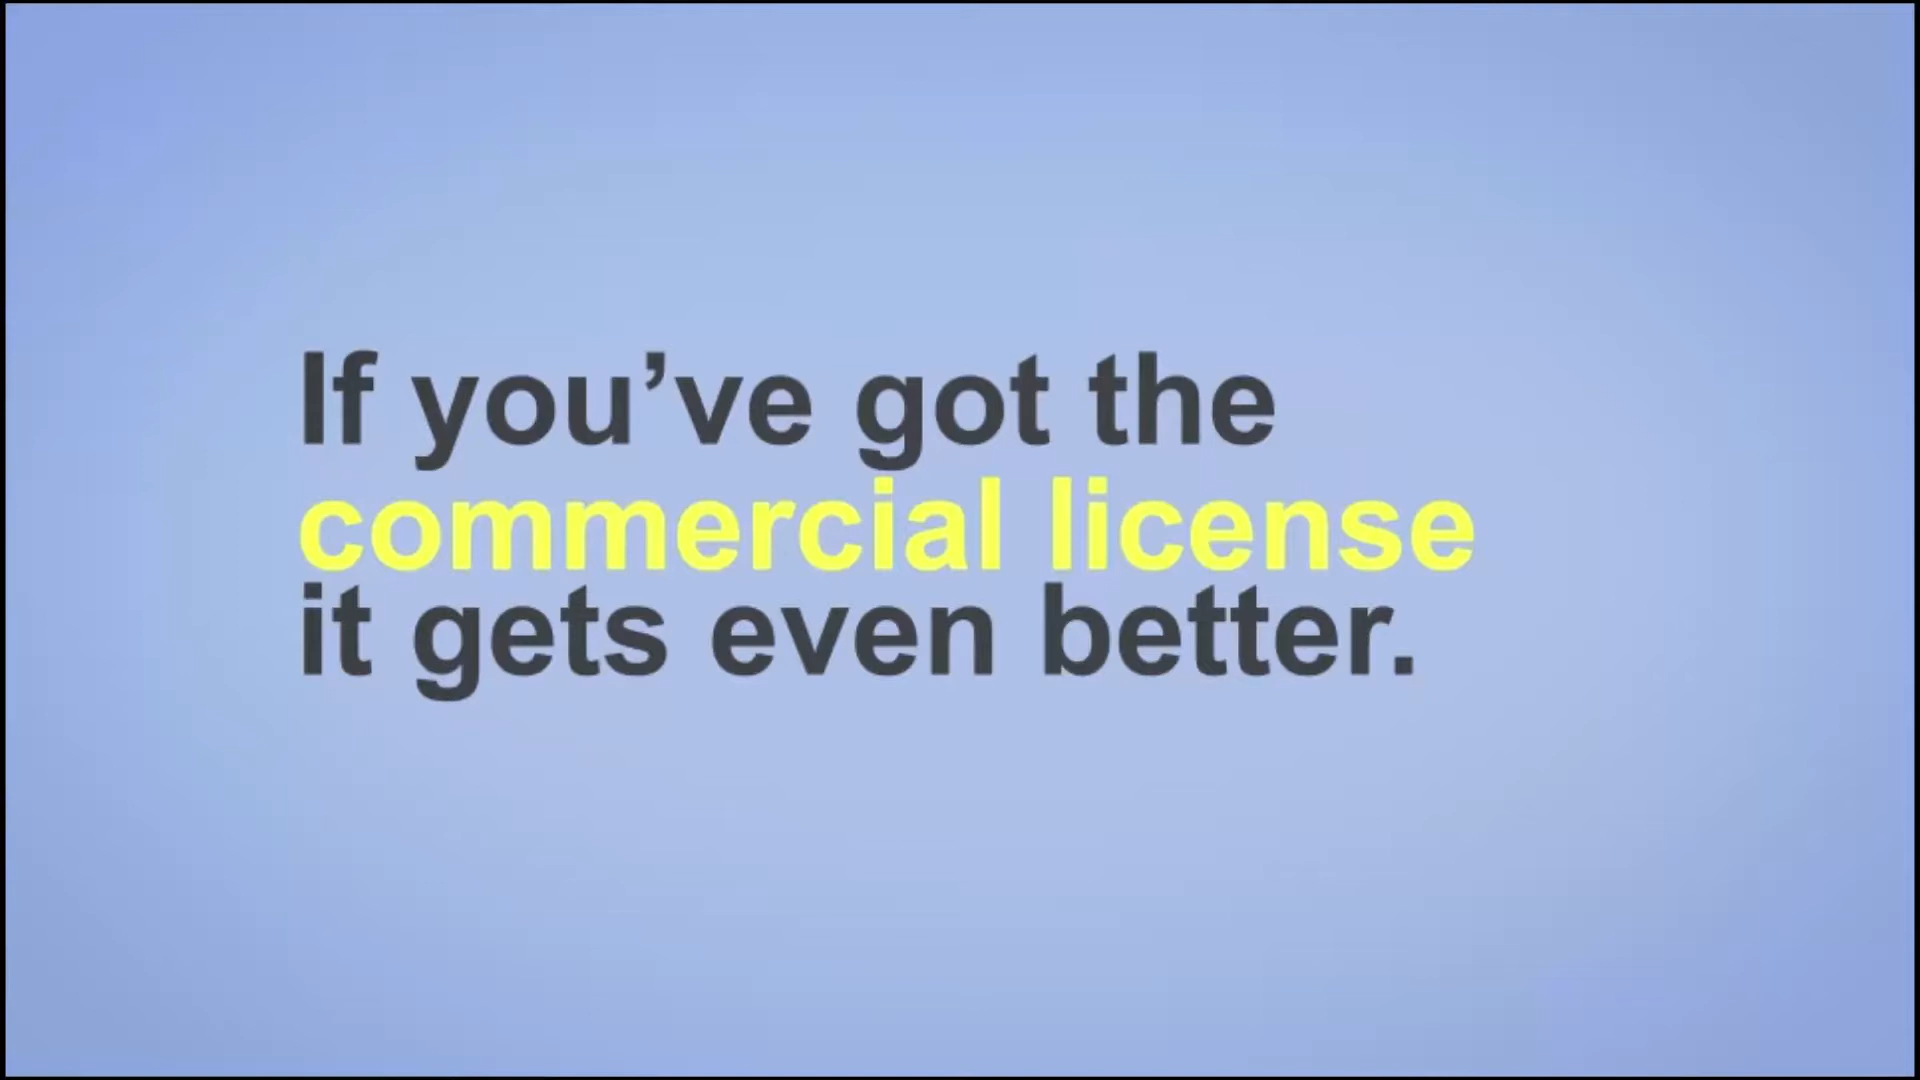 If you’ve got the
commercial license
it gets even better.